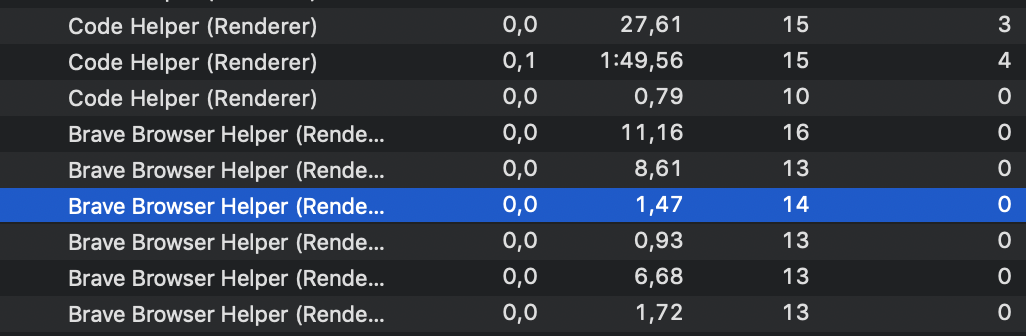 Code Helper (Renderer) 0,0 27,61 15 3
Code Helper (Renderer) 0,1 1:49,56 15 4
Code Helper (Renderer) 0,0 0,79 10 0
Brave Browser Helper (Rende... 0,0 11,16 16 0
Brave Browser Helper (Rende... 0,0 8,61 13 0
Brave Browser Helper (Rende... 0,0 1,47 14 0
Brave Browser Helper (Rende... 0,0 0,93 13 0
Brave Browser Helper (Rende... 0,0 6,68 13 0
Brave Browser Helper (Rende... 0,0 1,72 13 0